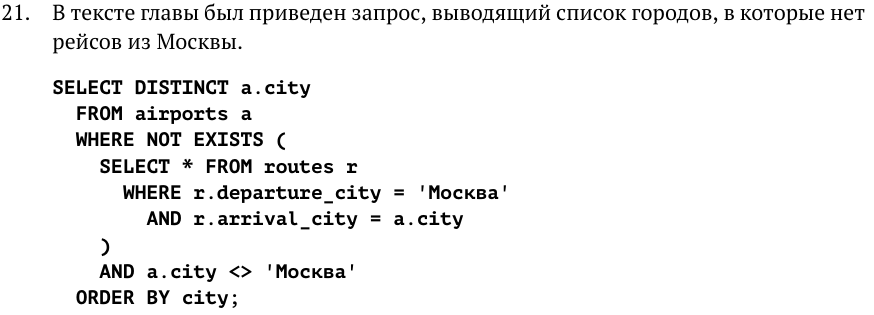 21. В тексте главы был приведен запрос, выводящий список городов, в которые нет
рейсов из Москвы.
SELECT DISTINCT a.city
FROM airports a
WHERE NOT EXISTS (
SELECT * FROM routes r
WHERE r.departure_city = 'Москва'
AND r.arrival_city = a.city
)
AND a.city <> 'Москва'
ORDER BY city;